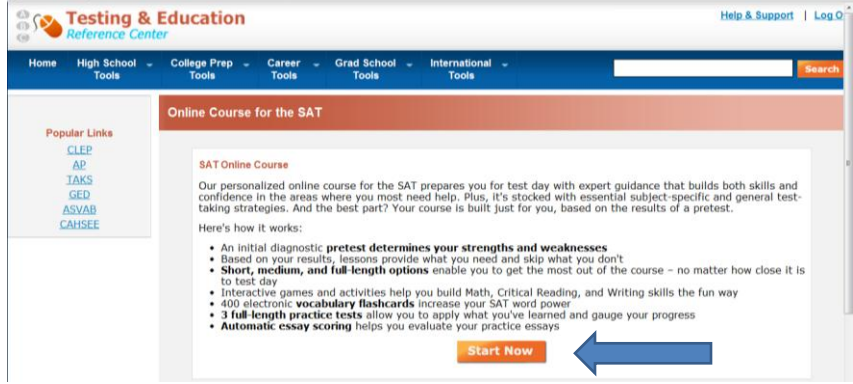 Testing & Education
Reference Center
Help & Support | Log O
Home
High School Tools
College Prep Tools
Career Tools
Grad School Tools
International Tools
Search
Popular Links
CLEP
AP
TAKS
GED
ASVAB
CAHSEE
Online Course for the SAT
SAT Online Course
Our personalized online course for the SAT prepares you for test day with expert guidance that builds both skills and
confidence in the areas where you most need help. Plus, it's stocked with essential subject-specific and general test-
taking strategies. And the best part? Your course is built just for you, based on the results of a pretest.
Here's how it works:
• An initial diagnostic pretest determines your strengths and weaknesses
• Based on your results, lessons provide what you need and skip what you don't
• Short, medium, and full-length options enable you to get the most out of the course – no matter how close it is
to test day
• Interactive games and activities help you build Math, Critical Reading, and Writing skills the fun way
• 400 electronic vocabulary flashcards increase your SAT word power
• 3 full-length practice tests allow you to apply what you've learned and gauge your progress
• Automatic essay scoring helps you evaluate your practice essays
Start Now